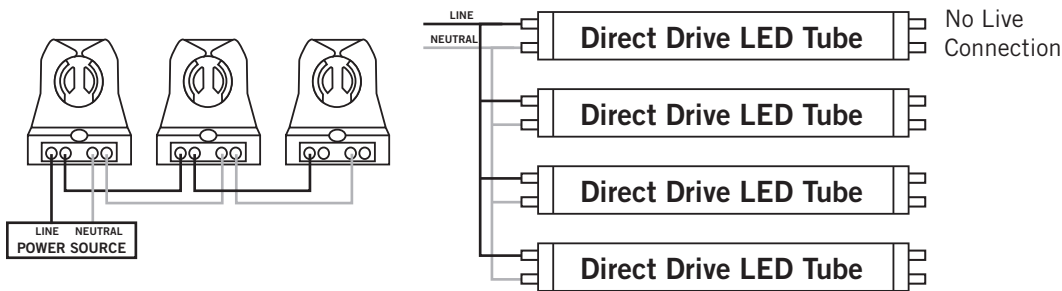 LINE NEUTRAL
POWER SOURCE
LINE
NEUTRAL
Direct Drive LED Tube
No Live
Connection
Direct Drive LED Tube
Direct Drive LED Tube
Direct Drive LED Tube